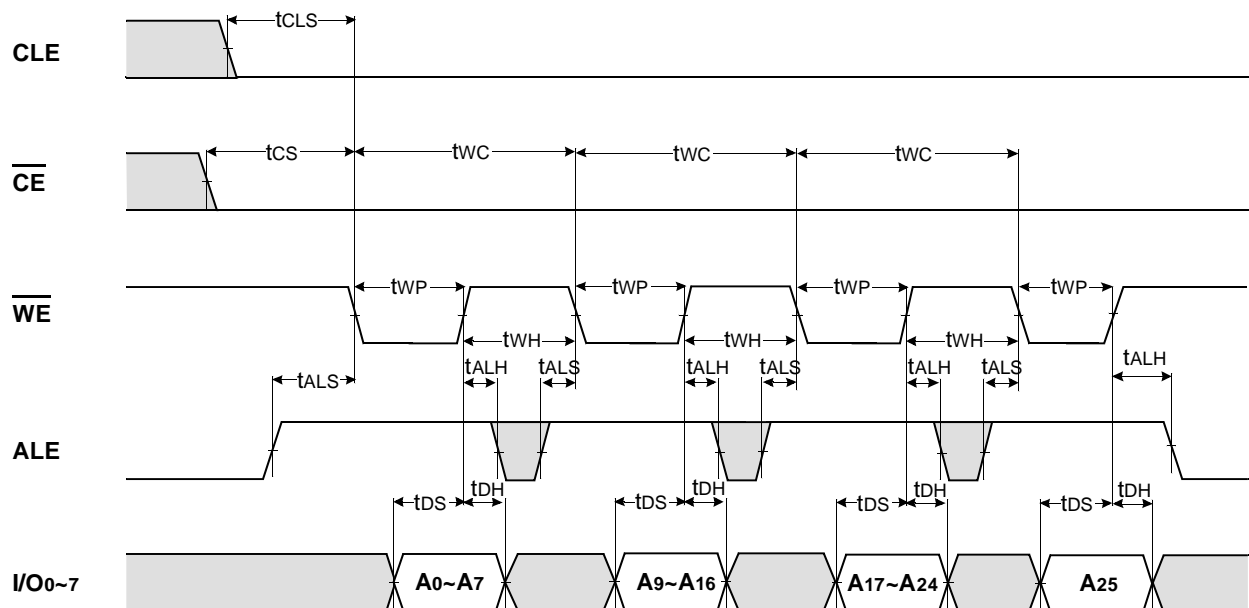 tCLS
CLE
tCS tWC tWC tWC
CE
tWP tWP tWP tWP
WE
tWH tWH tWH
tALH tALS tALH tALS tALH tALS tALH
tALS
ALE
tDS tDH tDS tDH tDS tDH tDS tDH
I/O0~7 A0~A7 A9~A16 A17~A24 A25